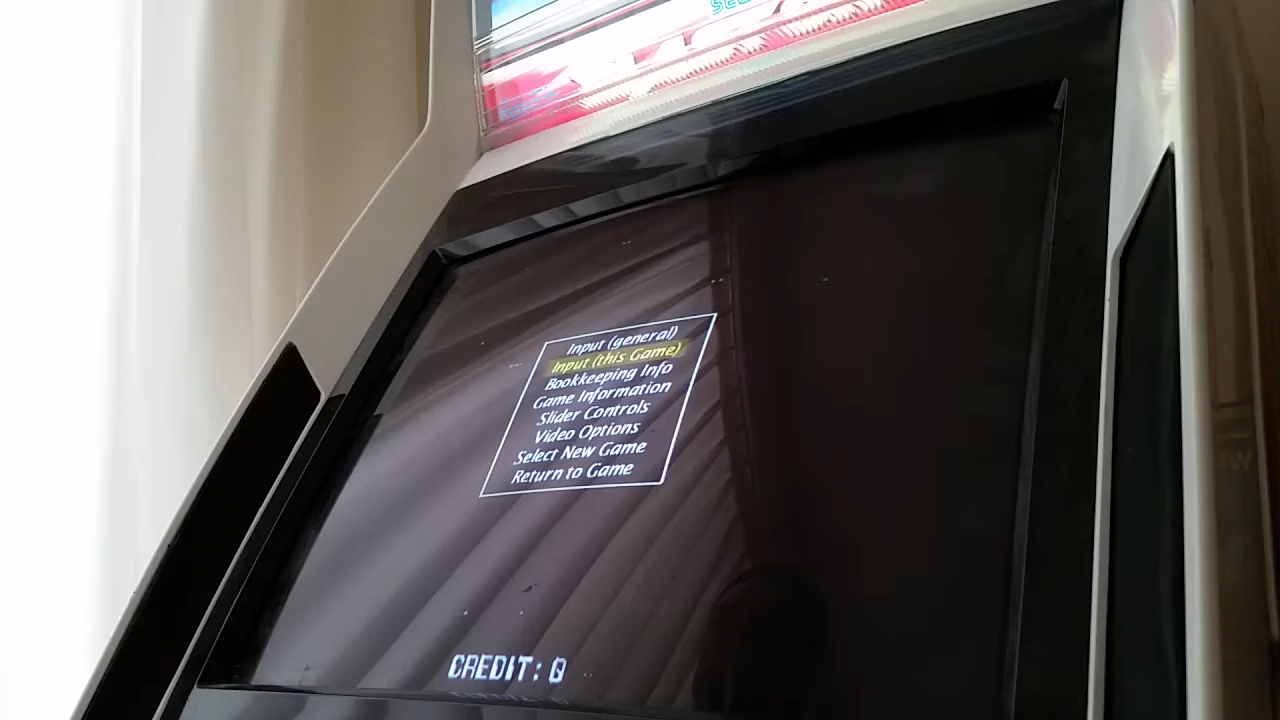 Input (general)
Input (this Game)
Bookkeeping Info
Game Information
Slider Controls
Video Options
Select New Game
Return to Game
CREDIT: 0